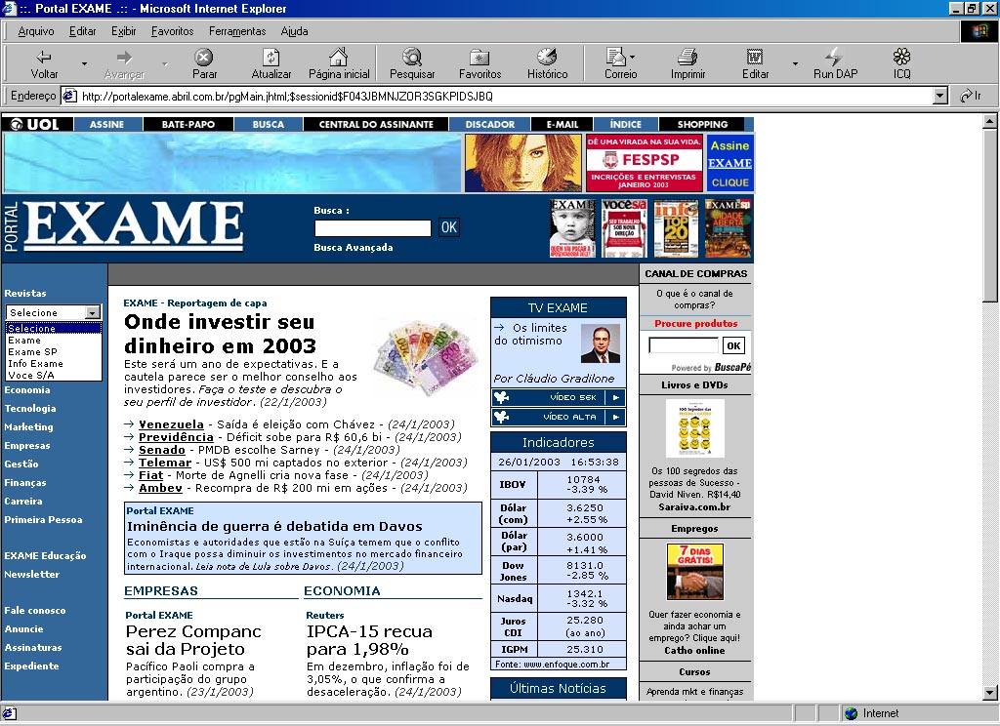 ::. Portal EXAME .:: - Microsoft Internet Explorer
Arquivo Editar Exibir Favoritos Ferramentas Ajuda
Voltar Avançar Parar Atualizar Página inicial Pesquisar Favoritos Histórico Correio Imprimir Editar Run DAP ICQ
Endereço http://portalexame.abril.com.br/pgMain.jhtml;$sessionid$F043JBMNJZOR3SGKPIDSJBQ Ir
UOL ASSINE BATE-PAPO BUSCA CENTRAL DO ASSINANTE DISCADOR E-MAIL ÍNDICE SHOPPING
DÊ UMA VIRADA NA SUA VIDA.
FESPSP
INCRIÇÕES E ENTREVISTAS
JANEIRO 2003
Assine
EXAME
CLIQUE
PORTAL EXAME
Busca :
OK
Busca Avançada
EXAME
VOCÊ s/a
SEU TRABALHO
SOB NOVA
DIREÇÃO
info
TOP
20
EXAME SP
CIDADE
ABERTA
Revistas
Selecione
Selecione
Exame
Exame SP
Info Exame
Voce S/A
Economia
Tecnologia
Marketing
Empresas
Gestão
Finanças
Carreira
Primeira Pessoa
EXAME Educação
Newsletter
Fale conosco
Anuncie
Assinaturas
Expediente
EXAME - Reportagem de capa
Onde investir seu
dinheiro em 2003
Este será um ano de expectativas. E a
cautela parece ser o melhor conselho aos
investidores. Faça o teste e descubra o
seu perfil de investidor. (22/1/2003)
Venezuela - Saída é eleição com Chávez - (24/1/2003)
Previdência - Déficit sobe para R$ 60,6 bi - (24/1/2003)
Senado - PMDB escolhe Sarney - (24/1/2003)
Telemar - US$ 500 mi captados no exterior - (24/1/2003)
Fiat - Morte de Agnelli cria nova fase - (24/1/2003)
Ambev - Recompra de R$ 200 mi em ações - (24/1/2003)
Portal EXAME
Iminência de guerra é debatida em Davos
Economistas e autoridades que estão na Suíça temem que o conflito
com o Iraque possa diminuir os investimentos no mercado financeiro
internacional. Leia nota de Lula sobre Davos. (24/1/2003)
EMPRESAS
Portal EXAME
Perez Companc
sai da Projeto
Pacífico Paoli compra a
participação do grupo
argentino. (23/1/2003)
ECONOMIA
Reuters
IPCA-15 recua
para 1,98%
Em dezembro, inflação foi de
3,05%, o que confirma a
desaceleração. (24/1/2003)
TV EXAME
Os limites
do otimismo
Por Cláudio Gradilone
VÍDEO 56K
VÍDEO ALTA
Indicadores
26/01/2003 16:53:38
IBOV 10784
-3.39 %
Dólar (com) 3.6250
+2.55%
Dólar (par) 3.6000
+1.41%
Dow Jones 8131.0
-2.85 %
Nasdaq 1342.1
-3.32 %
Juros CDI 25.280
(ao ano)
IGPM 25.310
Fonte: www.enfoque.com.br
Últimas Notícias
CANAL DE COMPRAS
O que é o canal de
compras?
Procure produtos
OK
Powered by BuscaPé
Livros e DVDs
Os 100 segredos das
pessoas de Sucesso -
David Niven. R$14,40
Saraiva.com.br
Empregos
7 DIAS
GRÁTIS!
Quer fazer economia e
ainda achar um
emprego? Clique aqui!
Catho online
Cursos
Aprenda mkt e finanças
Internet